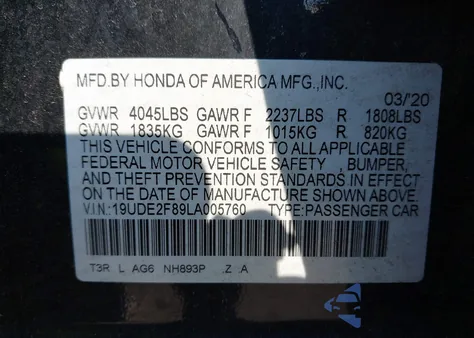 MFD.BY HONDA OF AMERICA MFG.,INC.
03/'20
GVWR 4045LBS GAWR F 2237LBS R 1808LBS
GVWR 1835KG GAWR F 1015KG R 820KG
THIS VEHICLE CONFORMS TO ALL APPLICABLE
FEDERAL MOTOR VEHICLE SAFETY , BUMPER,
AND THEFT PREVENTION STANDARDS IN EFFECT
ON THE DATE OF MANUFACTURE SHOWN ABOVE.
V.I.N:19UDE2F89LA005760 TYPE:PASSENGER CAR
T3R L AG6 NH893P .Z .A